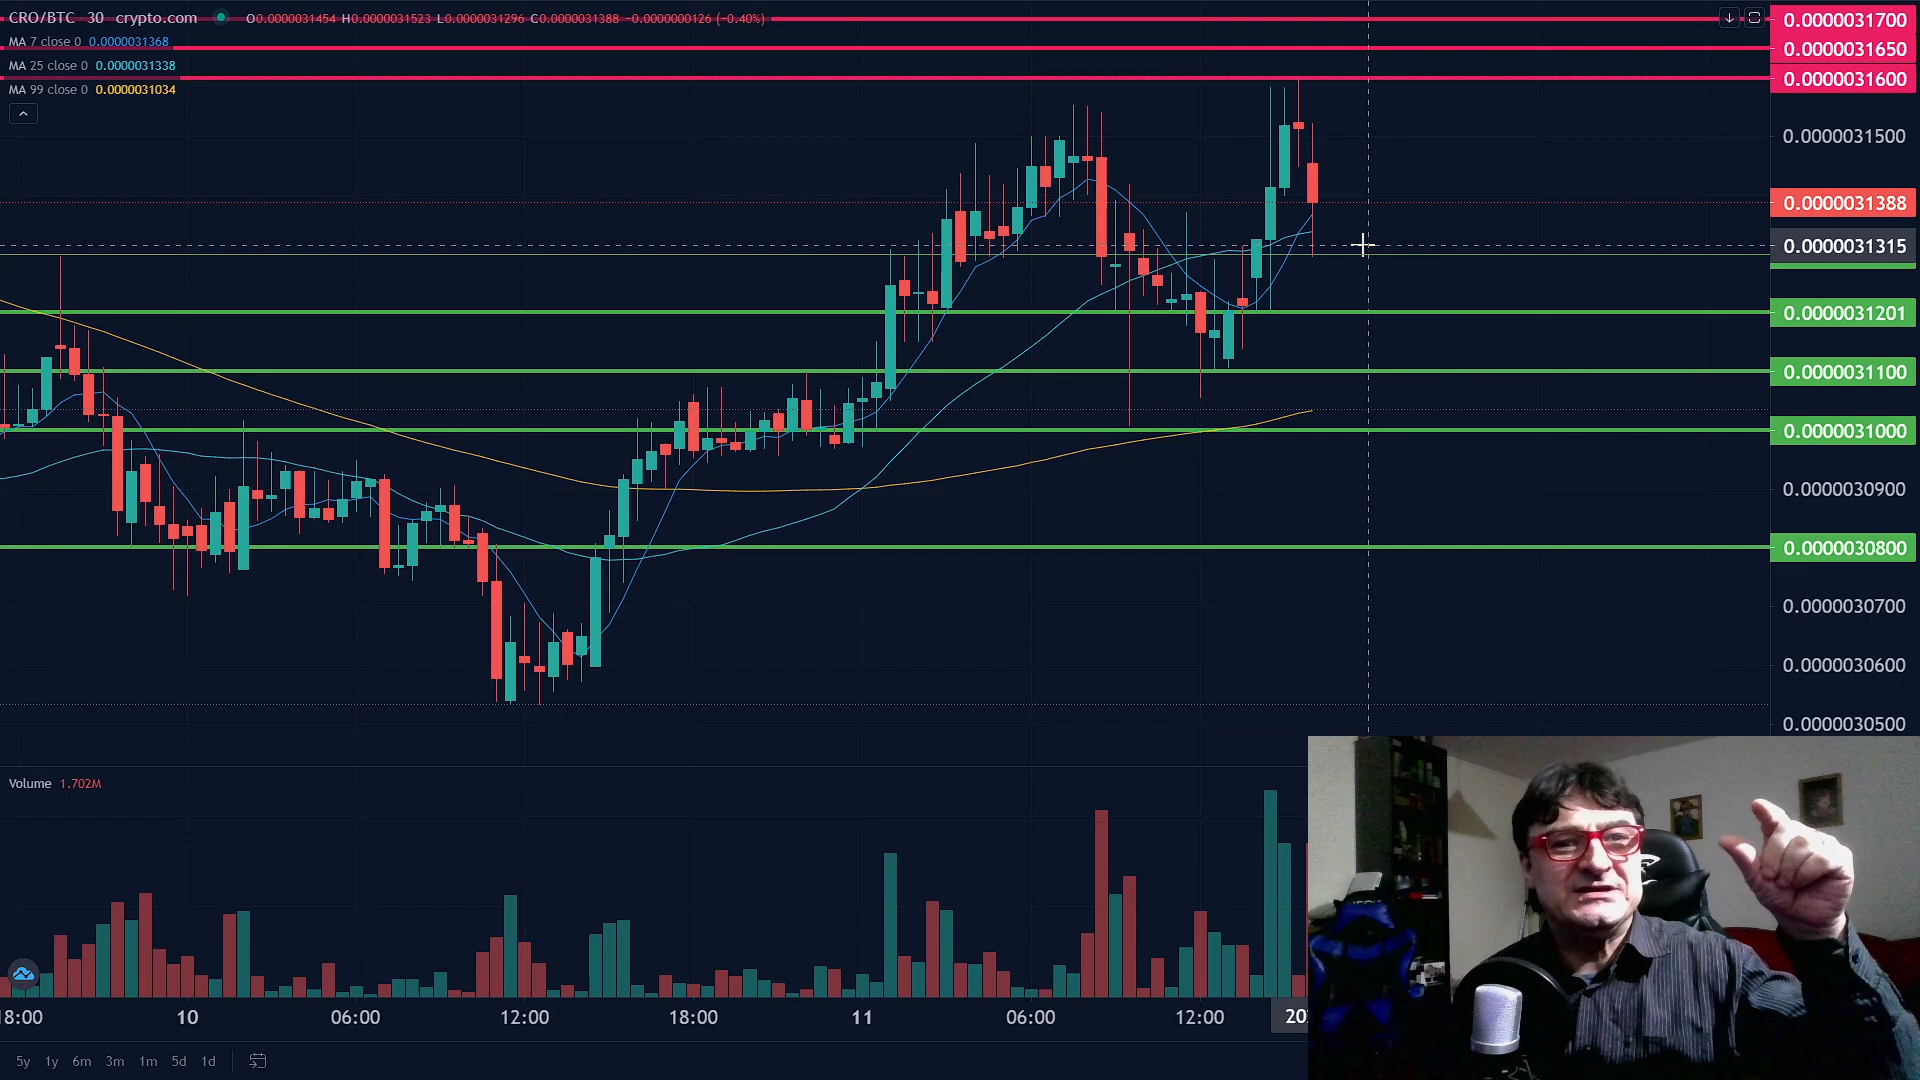 CRO/BTC 30 crypto.com O0.0000031454 H0.0000031523 L0.0000031296 C0.0000031388 −0.0000000126 (−0.40%)
MA 7 close 0 0.0000031368
MA 25 close 0 0.0000031338
MA 99 close 0 0.0000031034
0.0000031700
0.0000031650
0.0000031600
0.0000031500
0.0000031388
0.0000031315
0.0000031201
0.0000031100
0.0000031000
0.0000030900
0.0000030800
0.0000030700
0.0000030600
0.0000030500
Volume 1.702M
8:00 10 06:00 12:00 18:00 11 06:00 12:00 20
5y 1y 6m 3m 1m 5d 1d